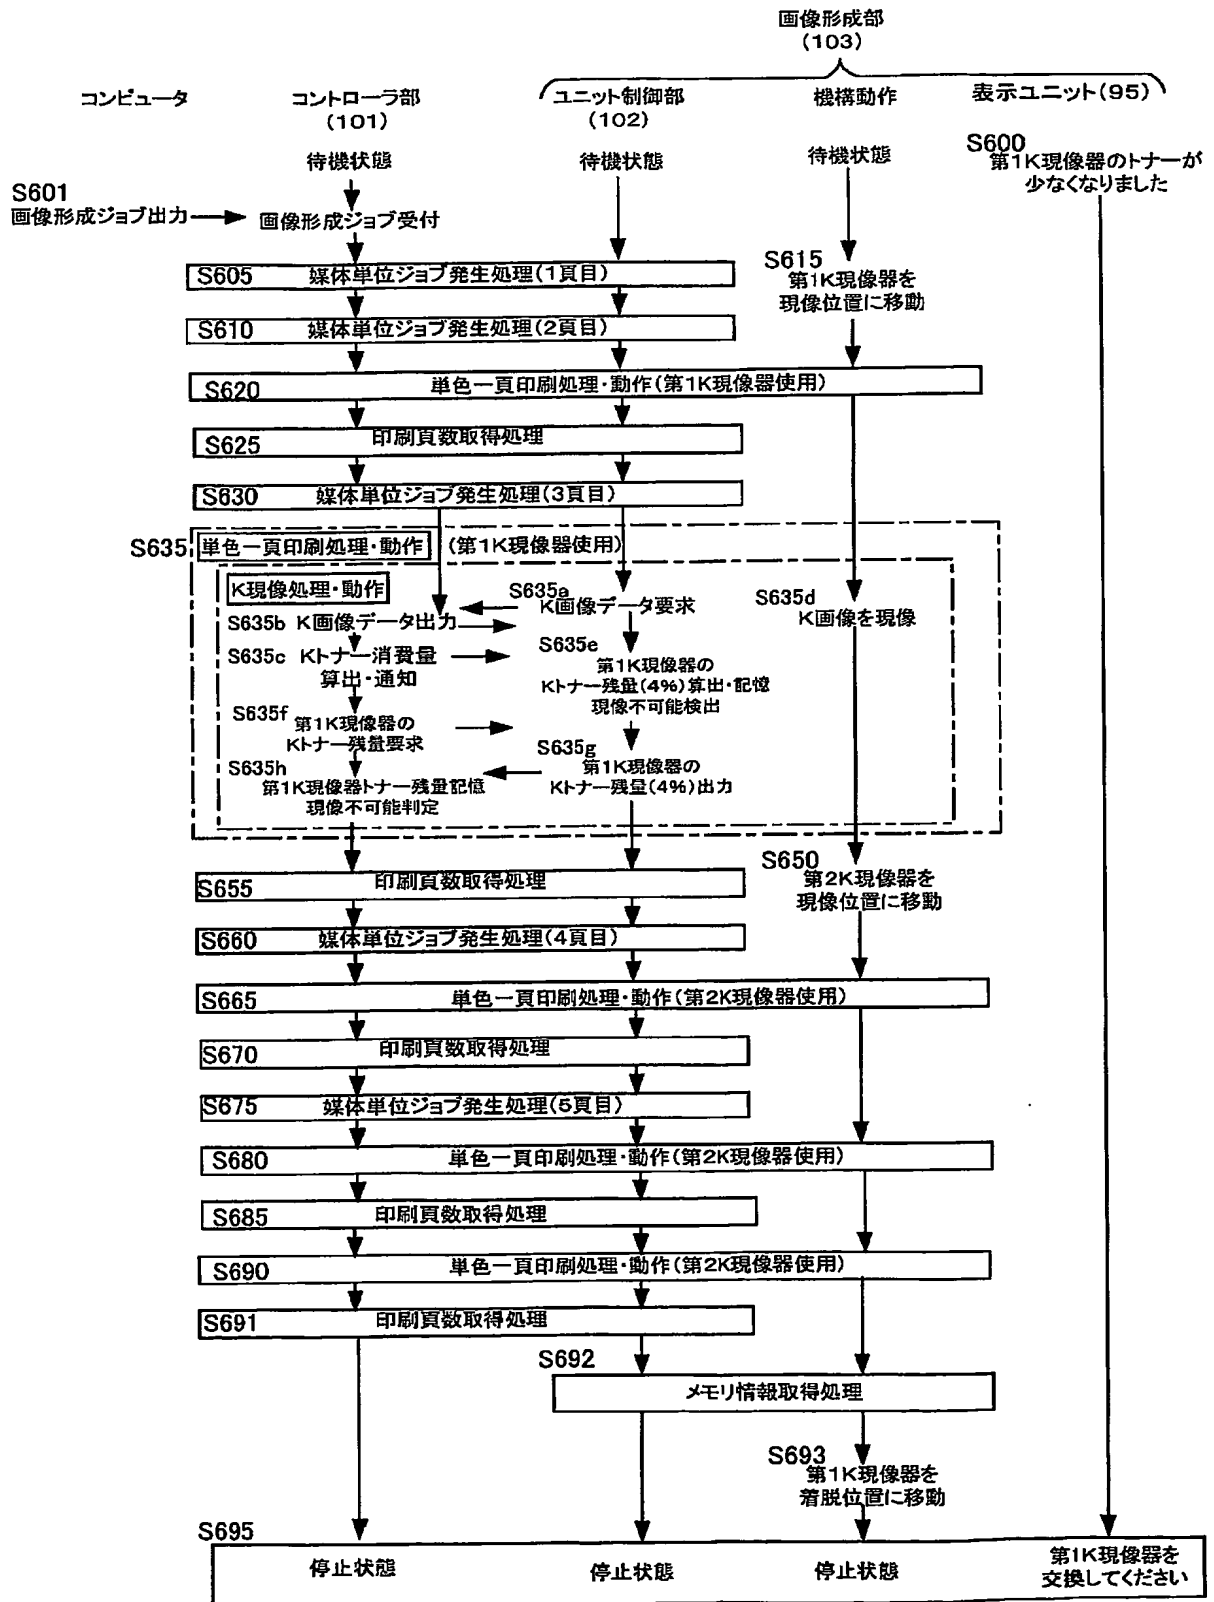 画像形成部
(103)
コンピュータ
コントローラ部
(101)
ユニット制御部
(102)
機構動作
表示ユニット(95)
待機状態
待機状態
待機状態
S600
第1K現像器のトナーが
少なくなりました
S601
画像形成ジョブ出力
画像形成ジョブ受付
S605 媒体単位ジョブ発生処理(1頁目)
S615
第1K現像器を
現像位置に移動
S610 媒体単位ジョブ発生処理(2頁目)
S620 単色一頁印刷処理・動作(第1K現像器使用)
S625 印刷頁数取得処理
S630 媒体単位ジョブ発生処理(3頁目)
S635 単色一頁印刷処理・動作 (第1K現像器使用)
K現像処理・動作
S635a
K画像データ要求
S635d
K画像を現像
S635b K画像データ出力
S635c Kトナー消費量
算出・通知
S635e
第1K現像器の
Kトナー残量(4%)算出・記憶
現像不可能検出
S635f
第1K現像器の
Kトナー残量要求
S635g
第1K現像器の
Kトナー残量(4%)出力
S635h
第1K現像器トナー残量記憶
現像不可能判定
S650
第2K現像器を
現像位置に移動
S655 印刷頁数取得処理
S660 媒体単位ジョブ発生処理(4頁目)
S665 単色一頁印刷処理・動作(第2K現像器使用)
S670 印刷頁数取得処理
S675 媒体単位ジョブ発生処理(5頁目)
S680 単色一頁印刷処理・動作(第2K現像器使用)
S685 印刷頁数取得処理
S690 単色一頁印刷処理・動作(第2K現像器使用)
S691 印刷頁数取得処理
S692
メモリ情報取得処理
S693
第1K現像器を
着脱位置に移動
S695
停止状態
停止状態
停止状態
第1K現像器を
交換してください